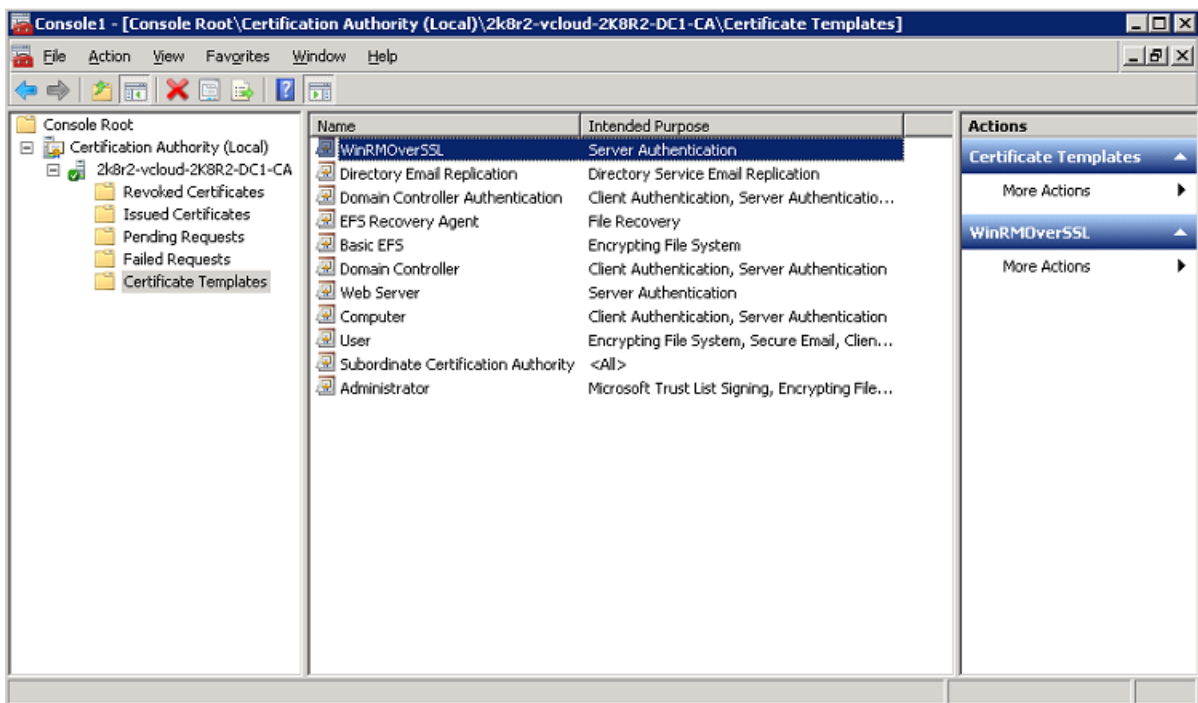 Console1 - [Console Root\Certification Authority (Local)\2k8r2-vcloud-2K8R2-DC1-CA\Certificate Templates]
File Action View Favorites Window Help
Console Root
Certification Authority (Local)
2k8r2-vcloud-2K8R2-DC1-CA
Revoked Certificates
Issued Certificates
Pending Requests
Failed Requests
Certificate Templates
Name Intended Purpose
WinRMOverSSL Server Authentication
Directory Email Replication Directory Service Email Replication
Domain Controller Authentication Client Authentication, Server Authenticatio...
EFS Recovery Agent File Recovery
Basic EFS Encrypting File System
Domain Controller Client Authentication, Server Authentication
Web Server Server Authentication
Computer Client Authentication, Server Authentication
User Encrypting File System, Secure Email, Clien...
Subordinate Certification Authority <All>
Administrator Microsoft Trust List Signing, Encrypting File...
Actions
Certificate Templates
More Actions
WinRMOverSSL
More Actions